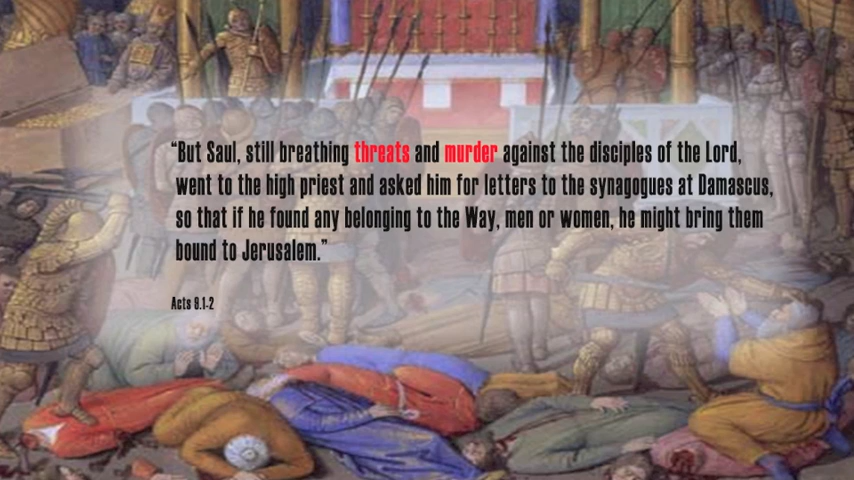 “But Saul, still breathing threats and murder against the disciples of the Lord,
went to the high priest and asked him for letters to the synagogues at Damascus,
so that if he found any belonging to the Way, men or women, he might bring them
bound to Jerusalem.”
Acts 9.1-2